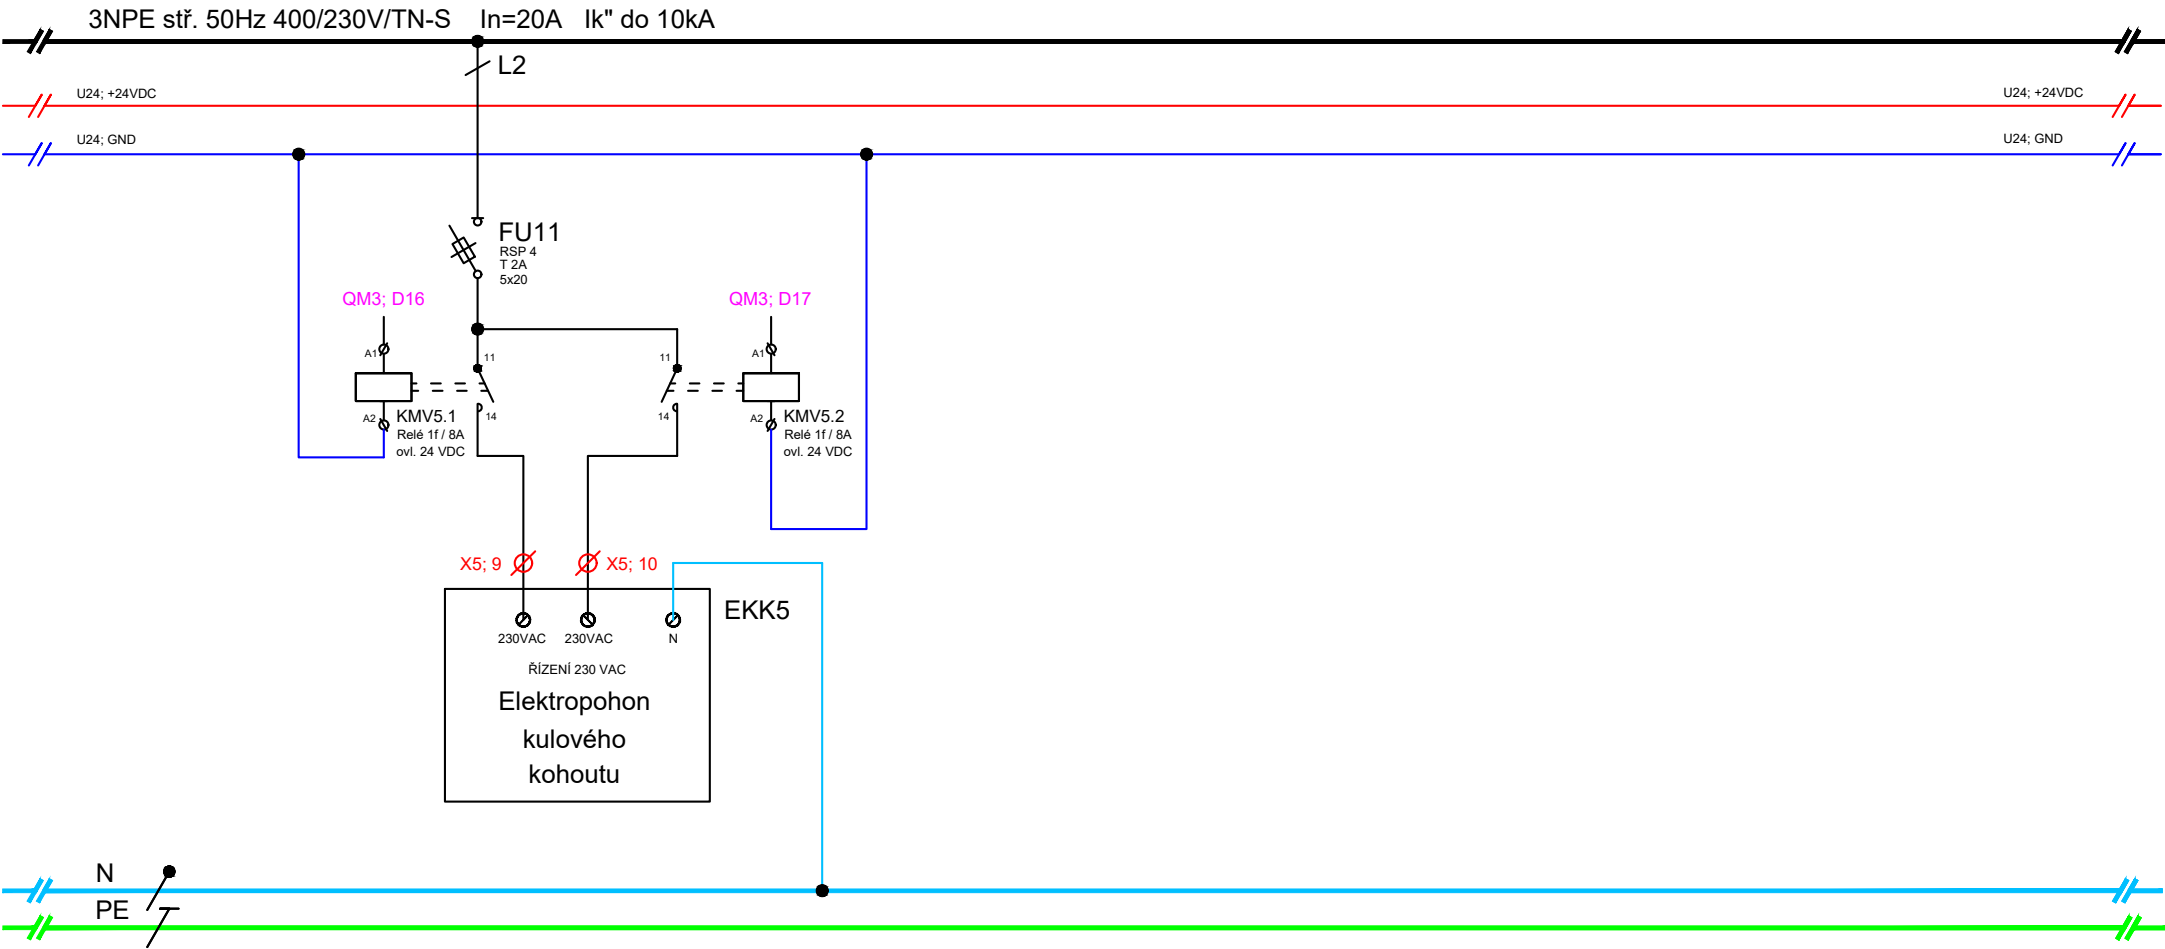 3NPE stř. 50Hz 400/230V/TN-S In=20A Ik" do 10kA
L2
U24; +24VDC
U24; +24VDC
U24; GND
U24; GND
FU11
RSP 4
T 2A
5x20
QM3; D16
QM3; D17
A1
11
11
A1
A2
KMV5.1
14
14
A2
KMV5.2
Relé 1f / 8A
ovl. 24 VDC
Relé 1f / 8A
ovl. 24 VDC
X5; 9
X5; 10
EKK5
230VAC
230VAC
N
ŘÍZENÍ 230 VAC
Elektropohon
kulového
kohoutu
N
PE